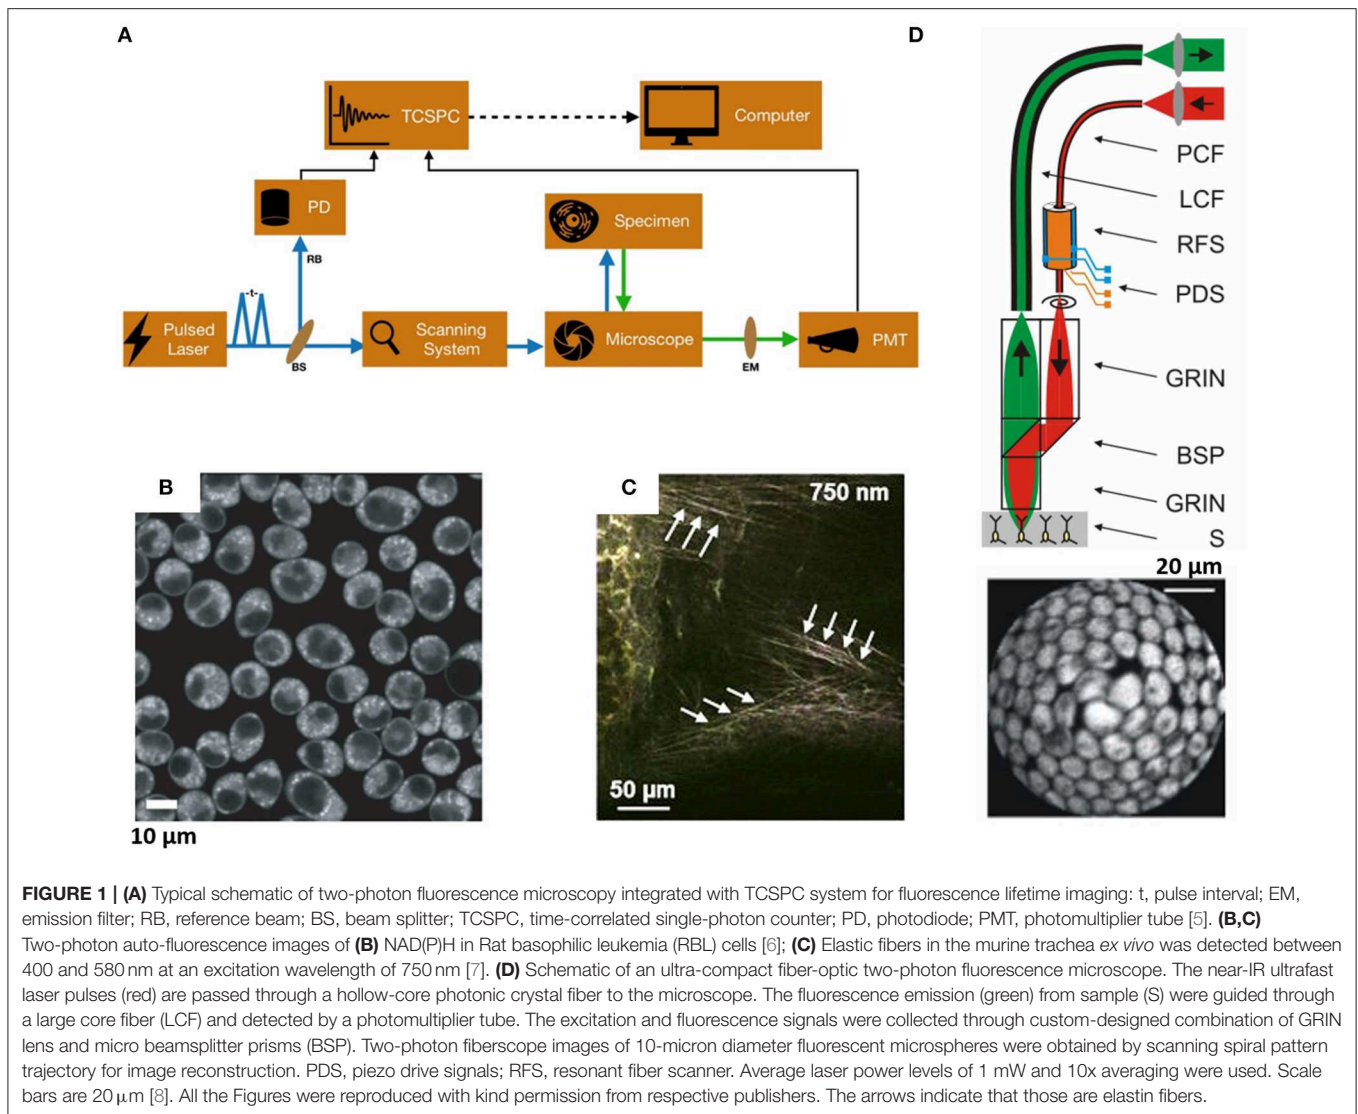 A
TCSPC
Computer
PD
Specimen
RB
-t-
Pulsed
Laser
BS
Scanning
System
Microscope
EM
PMT
D
PCF
LCF
RFS
PDS
GRIN
BSP
GRIN
S
20 µm
B
10 µm
C
750 nm
50 µm
FIGURE 1 | (A) Typical schematic of two-photon fluorescence microscopy integrated with TCSPC system for fluorescence lifetime imaging: t, pulse interval; EM,
emission filter; RB, reference beam; BS, beam splitter; TCSPC, time-correlated single-photon counter; PD, photodiode; PMT, photomultiplier tube [5]. (B,C)
Two-photon auto-fluorescence images of (B) NAD(P)H in Rat basophilic leukemia (RBL) cells [6]; (C) Elastic fibers in the murine trachea ex vivo was detected between
400 and 580 nm at an excitation wavelength of 750 nm [7]. (D) Schematic of an ultra-compact fiber-optic two-photon fluorescence microscope. The near-IR ultrafast
laser pulses (red) are passed through a hollow-core photonic crystal fiber to the microscope. The fluorescence emission (green) from sample (S) were guided through
a large core fiber (LCF) and detected by a photomultiplier tube. The excitation and fluorescence signals were collected through custom-designed combination of GRIN
lens and micro beamsplitter prisms (BSP). Two-photon fiberscope images of 10-micron diameter fluorescent microspheres were obtained by scanning spiral pattern
trajectory for image reconstruction. PDS, piezo drive signals; RFS, resonant fiber scanner. Average laser power levels of 1 mW and 10x averaging were used. Scale
bars are 20 µm [8]. All the Figures were reproduced with kind permission from respective publishers. The arrows indicate that those are elastin fibers.